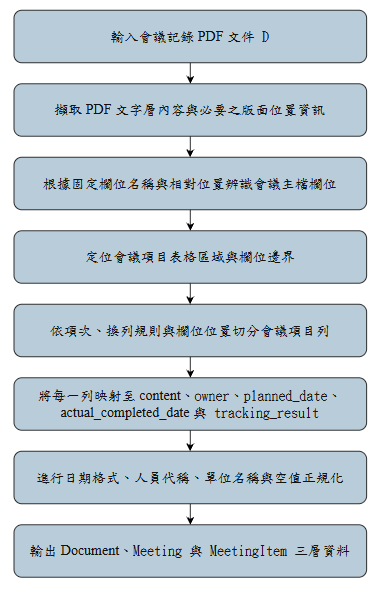 輸入會議記錄 PDF 文件 D
擷取 PDF 文字層內容與必要之版面位置資訊
根據固定欄位名稱與相對位置辨識會議主檔欄位
定位會議項目表格區域與欄位邊界
依項次、換列規則與欄位位置切分會議項目列
將每一列映射至 content、owner、planned_date、
actual_completed_date 與 tracking_result
進行日期格式、人員代稱、單位名稱與空值正規化
輸出 Document、Meeting 與 MeetingItem 三層資料